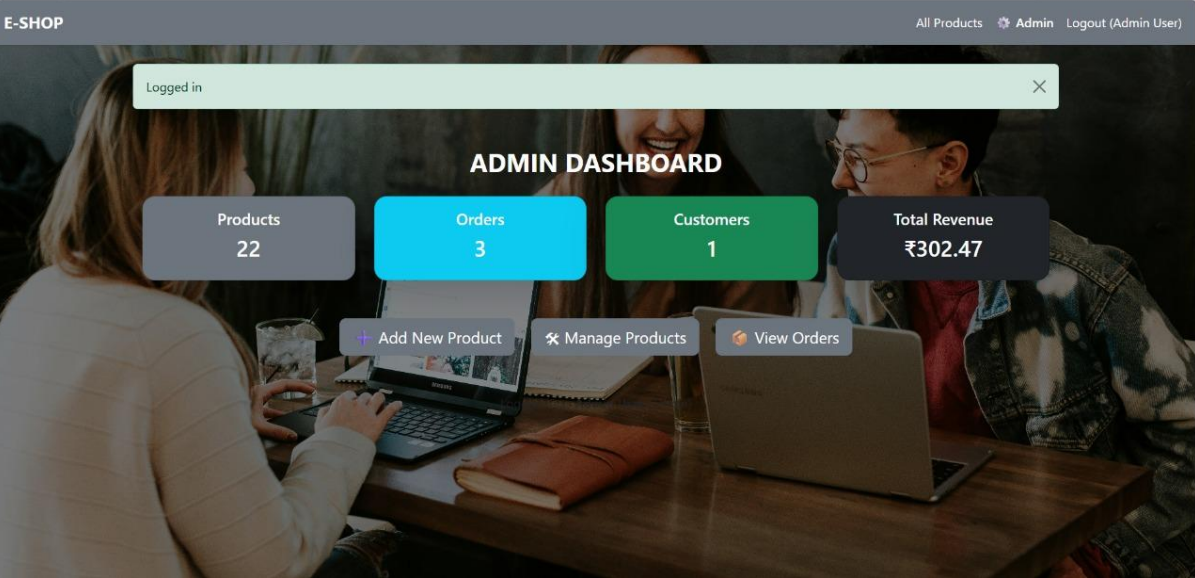 E-SHOP
All Products ⚙️ Admin Logout (Admin User)
Logged in
ADMIN DASHBOARD
Products
22
Orders
3
Customers
1
Total Revenue
₹302.47
➕ Add New Product
🛠 Manage Products
📦 View Orders
SAMSUNG